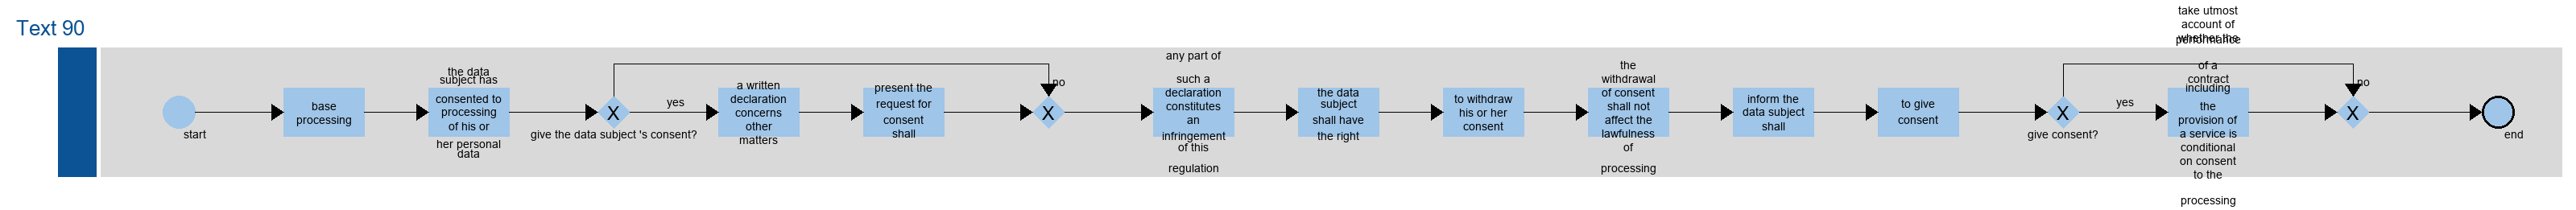 Text 90
start
base
processing
the data
subject has
consented to
processing
of his or
her personal
data
X
give the data subject 's consent?
yes
a written
declaration
concerns
other
matters
present the
request for
consent
shall
no
X
any part of
such a
declaration
constitutes
an
infringement
of this
regulation
the data
subject
shall have
the right
to withdraw
his or her
consent
the
withdrawal
of consent
shall not
affect the
lawfulness
of
processing
inform the
data subject
shall
to give
consent
X
give consent?
yes
take utmost
account of
whether the
performance
of a
contract
including
the
provision of
a service is
conditional
on consent
to the
processing
no
X
end